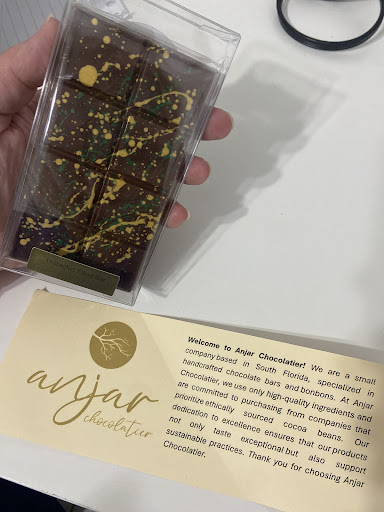 anjar
chocolatier
Welcome to Anjar Chocolatier! We are a small
company based in South Florida, specialized in
handcrafted chocolate bars and bonbons. At Anjar
Chocolatier, we use only high-quality ingredients and
are committed to purchasing from companies that
prioritize ethically sourced cocoa beans. Our
dedication to excellence ensures that our products
not only taste exceptional but also support
sustainable practices. Thank you for choosing Anjar
Chocolatier.